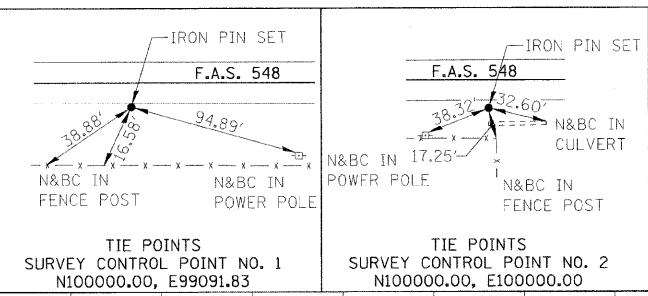 IRON PIN SET
F.A.S. 548
38.88'
16.58'
94.89'
N&BC IN
FENCE POST
N&BC IN
POWER POLE
TIE POINTS
SURVEY CONTROL POINT NO. 1
N100000.00, E99091.83
IRON PIN SET
F.A.S. 548
38.32'
32.60'
N&BC IN
CULVERT
N&BC IN
POWER POLE
17.25'
N&BC IN
FENCE POST
TIE POINTS
SURVEY CONTROL POINT NO. 2
N100000.00, E100000.00